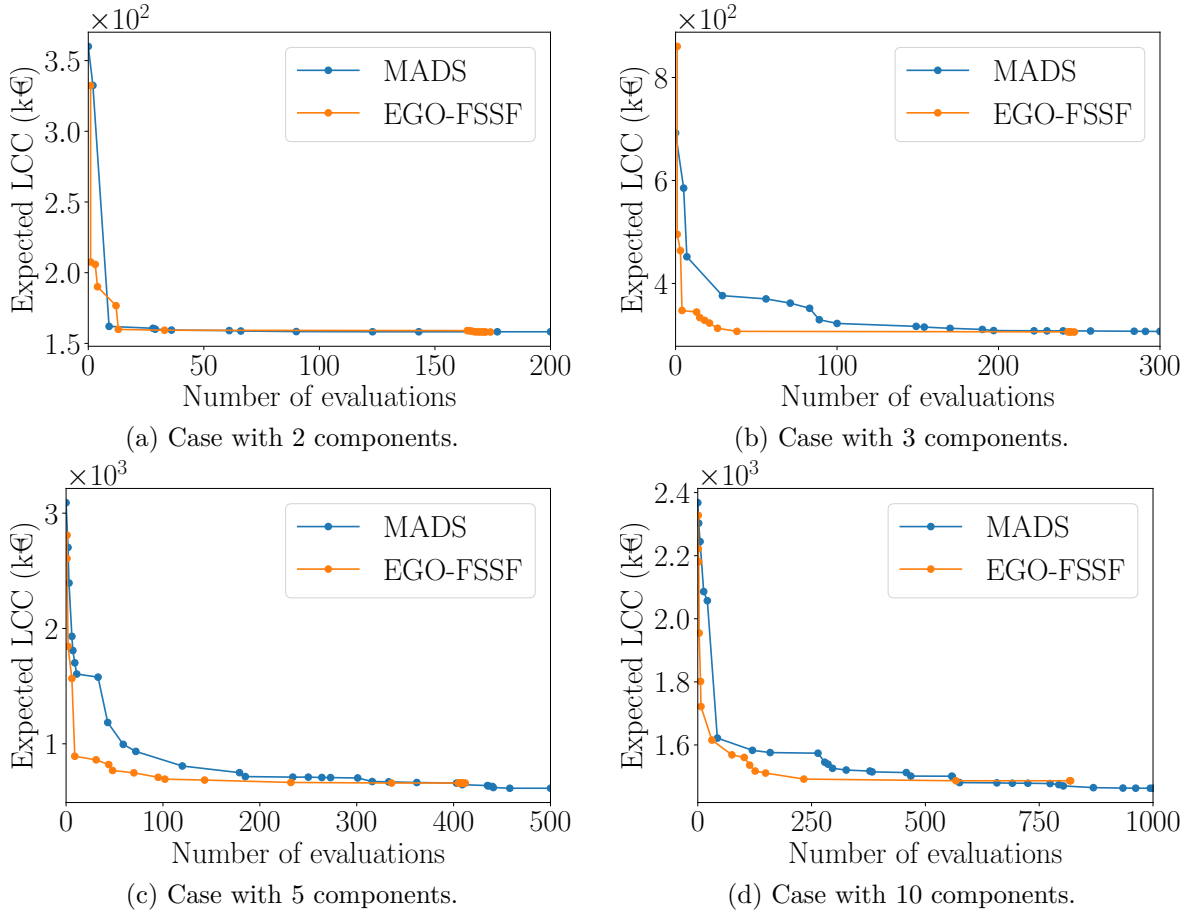 ×10²
Expected LCC (k€)
3.5
3.0
2.5
2.0
1.5
0
50
100
150
200
MADS
EGO-FSSF
Number of evaluations
(a) Case with 2 components.
×10²
Expected LCC (k€)
8
6
4
0
100
200
300
MADS
EGO-FSSF
Number of evaluations
(b) Case with 3 components.
×10³
Expected LCC (k€)
3
2
1
0
100
200
300
400
500
MADS
EGO-FSSF
Number of evaluations
(c) Case with 5 components.
×10³
Expected LCC (k€)
2.4
2.2
2.0
1.8
1.6
0
250
500
750
1000
MADS
EGO-FSSF
Number of evaluations
(d) Case with 10 components.